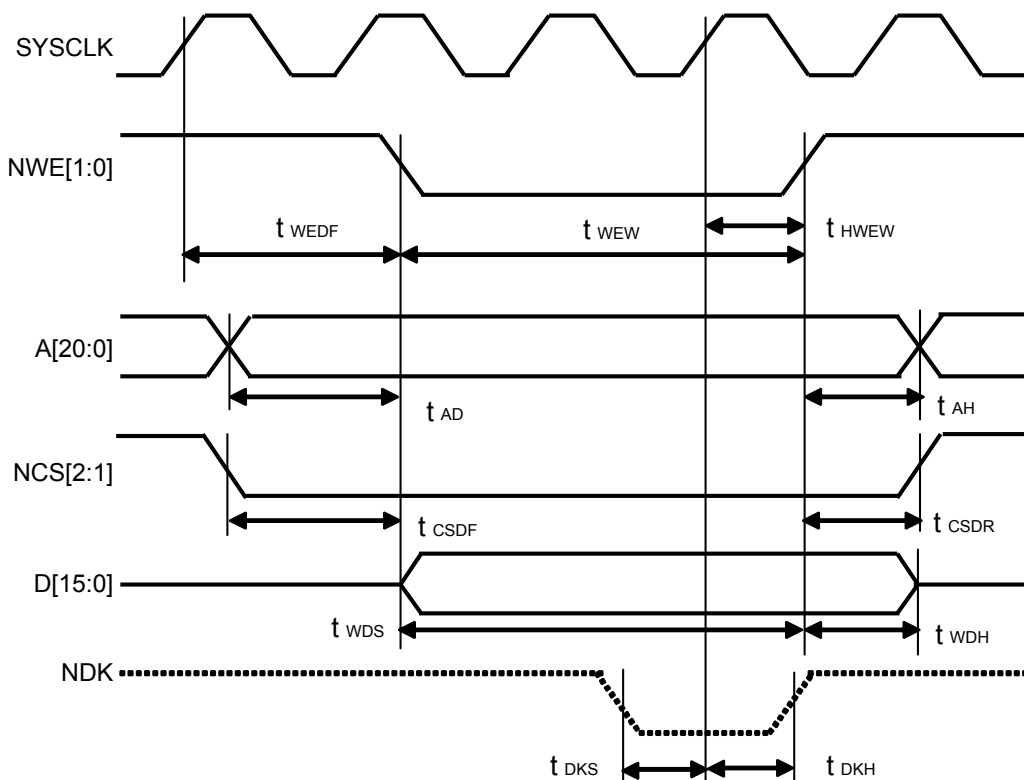 SYSCLK
NWE[1:0]
t WEDF
t WEW
t HWEW
A[20:0]
t AD
t AH
NCS[2:1]
t CSDF
t CSDR
D[15:0]
t WDS
t WDH
NDK
t DKS
t DKH